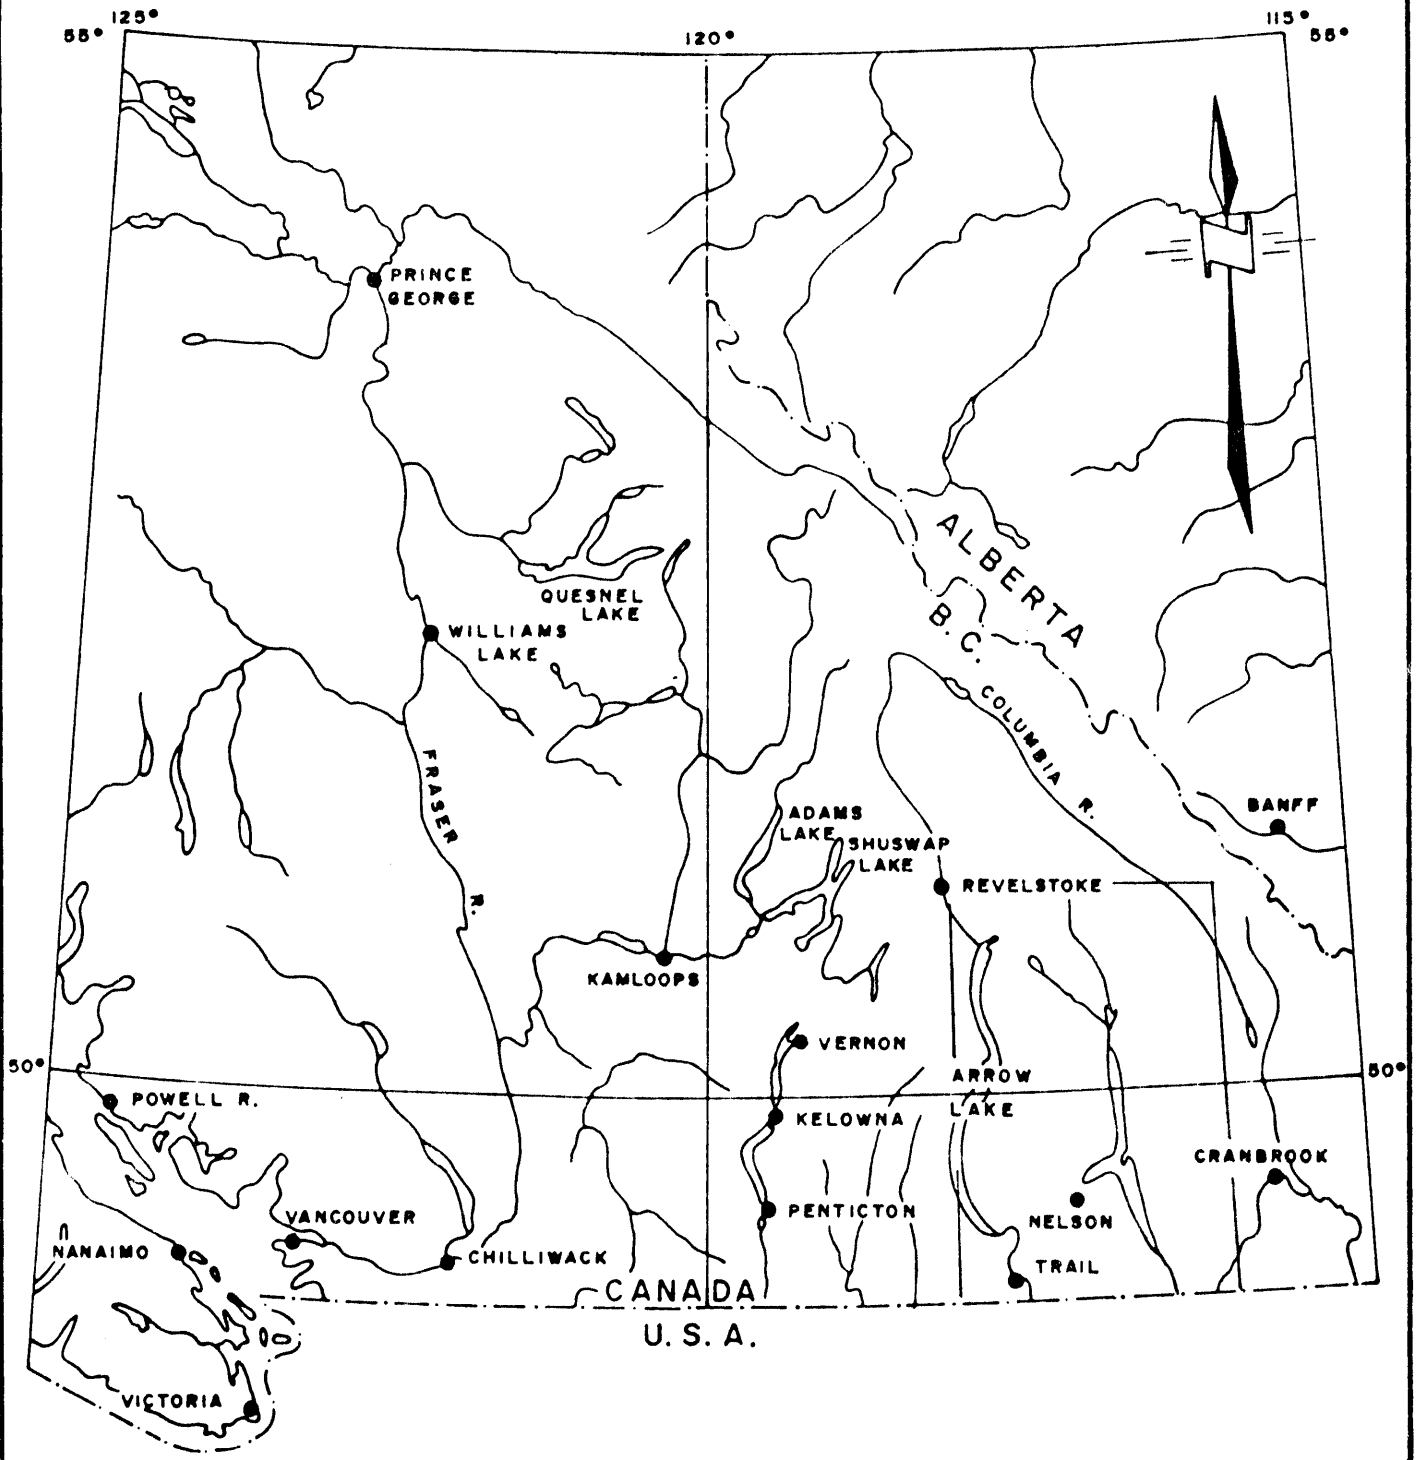 125°
55°
120°
115°
55°
PRINCE
GEORGE
ALBERTA
QUESNEL
LAKE
B.C.
WILLIAMS
LAKE
COLUMBIA R.
FRASER R.
ADAMS
LAKE
SHUSWAP
LAKE
BANFF
REVELSTOKE
KAMLOOPS
VERNON
50°
50°
ARROW
LAKE
POWELL R.
KELOWNA
CRANBROOK
VANCOUVER
PENTICTON
NELSON
NANAIMO
CHILLIWACK
TRAIL
CANADA
U.S.A.
VICTORIA